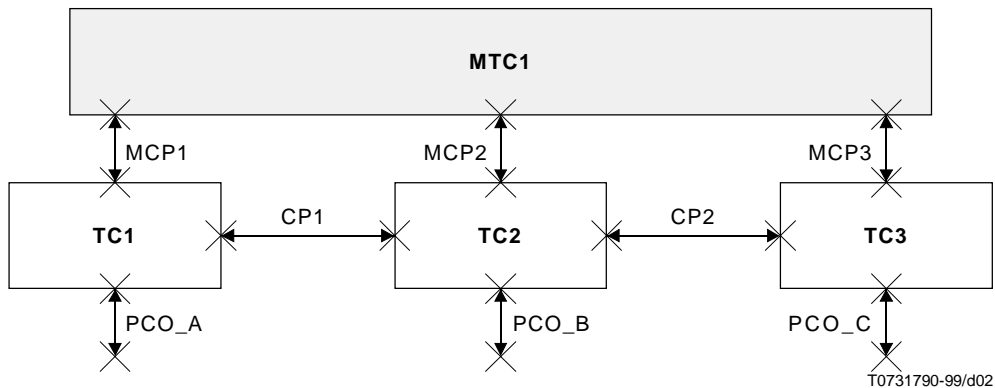 MTC1
MCP1 MCP2 MCP3
CP1 CP2
TC1 TC2 TC3
PCO_A PCO_B PCO_C
T0731790-99/d02